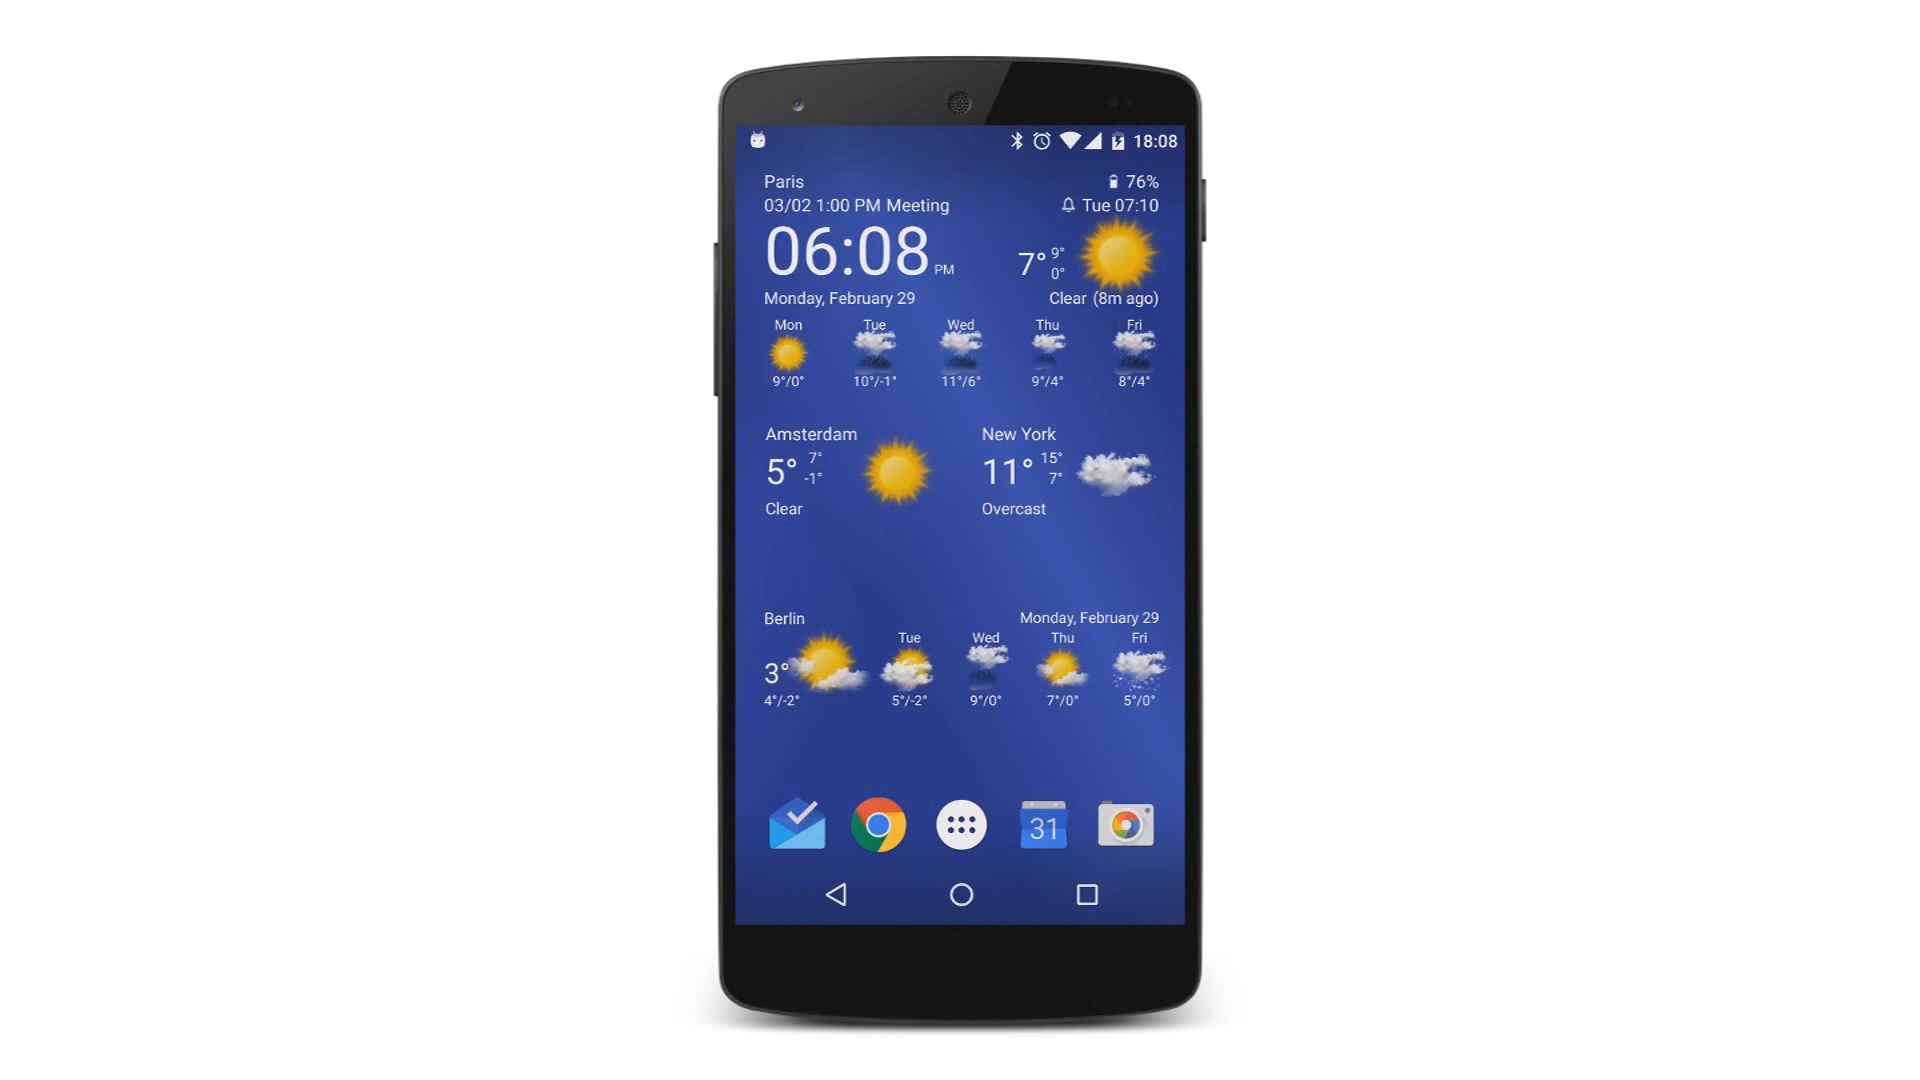 18:08
Paris 76%
03/02 1:00 PM Meeting Tue 07:10
06:08 PM 7° 9° 0°
Monday, February 29 Clear (8m ago)
Mon Tue Wed Thu Fri
9°/0° 10°/-1° 11°/6° 9°/4° 8°/4°
Amsterdam
5° 7° -1°
Clear
New York
11° 15° 7°
Overcast
Berlin Monday, February 29
Tue Wed Thu Fri
3°
4°/-2° 5°/-2° 9°/0° 7°/0° 5°/0°
31